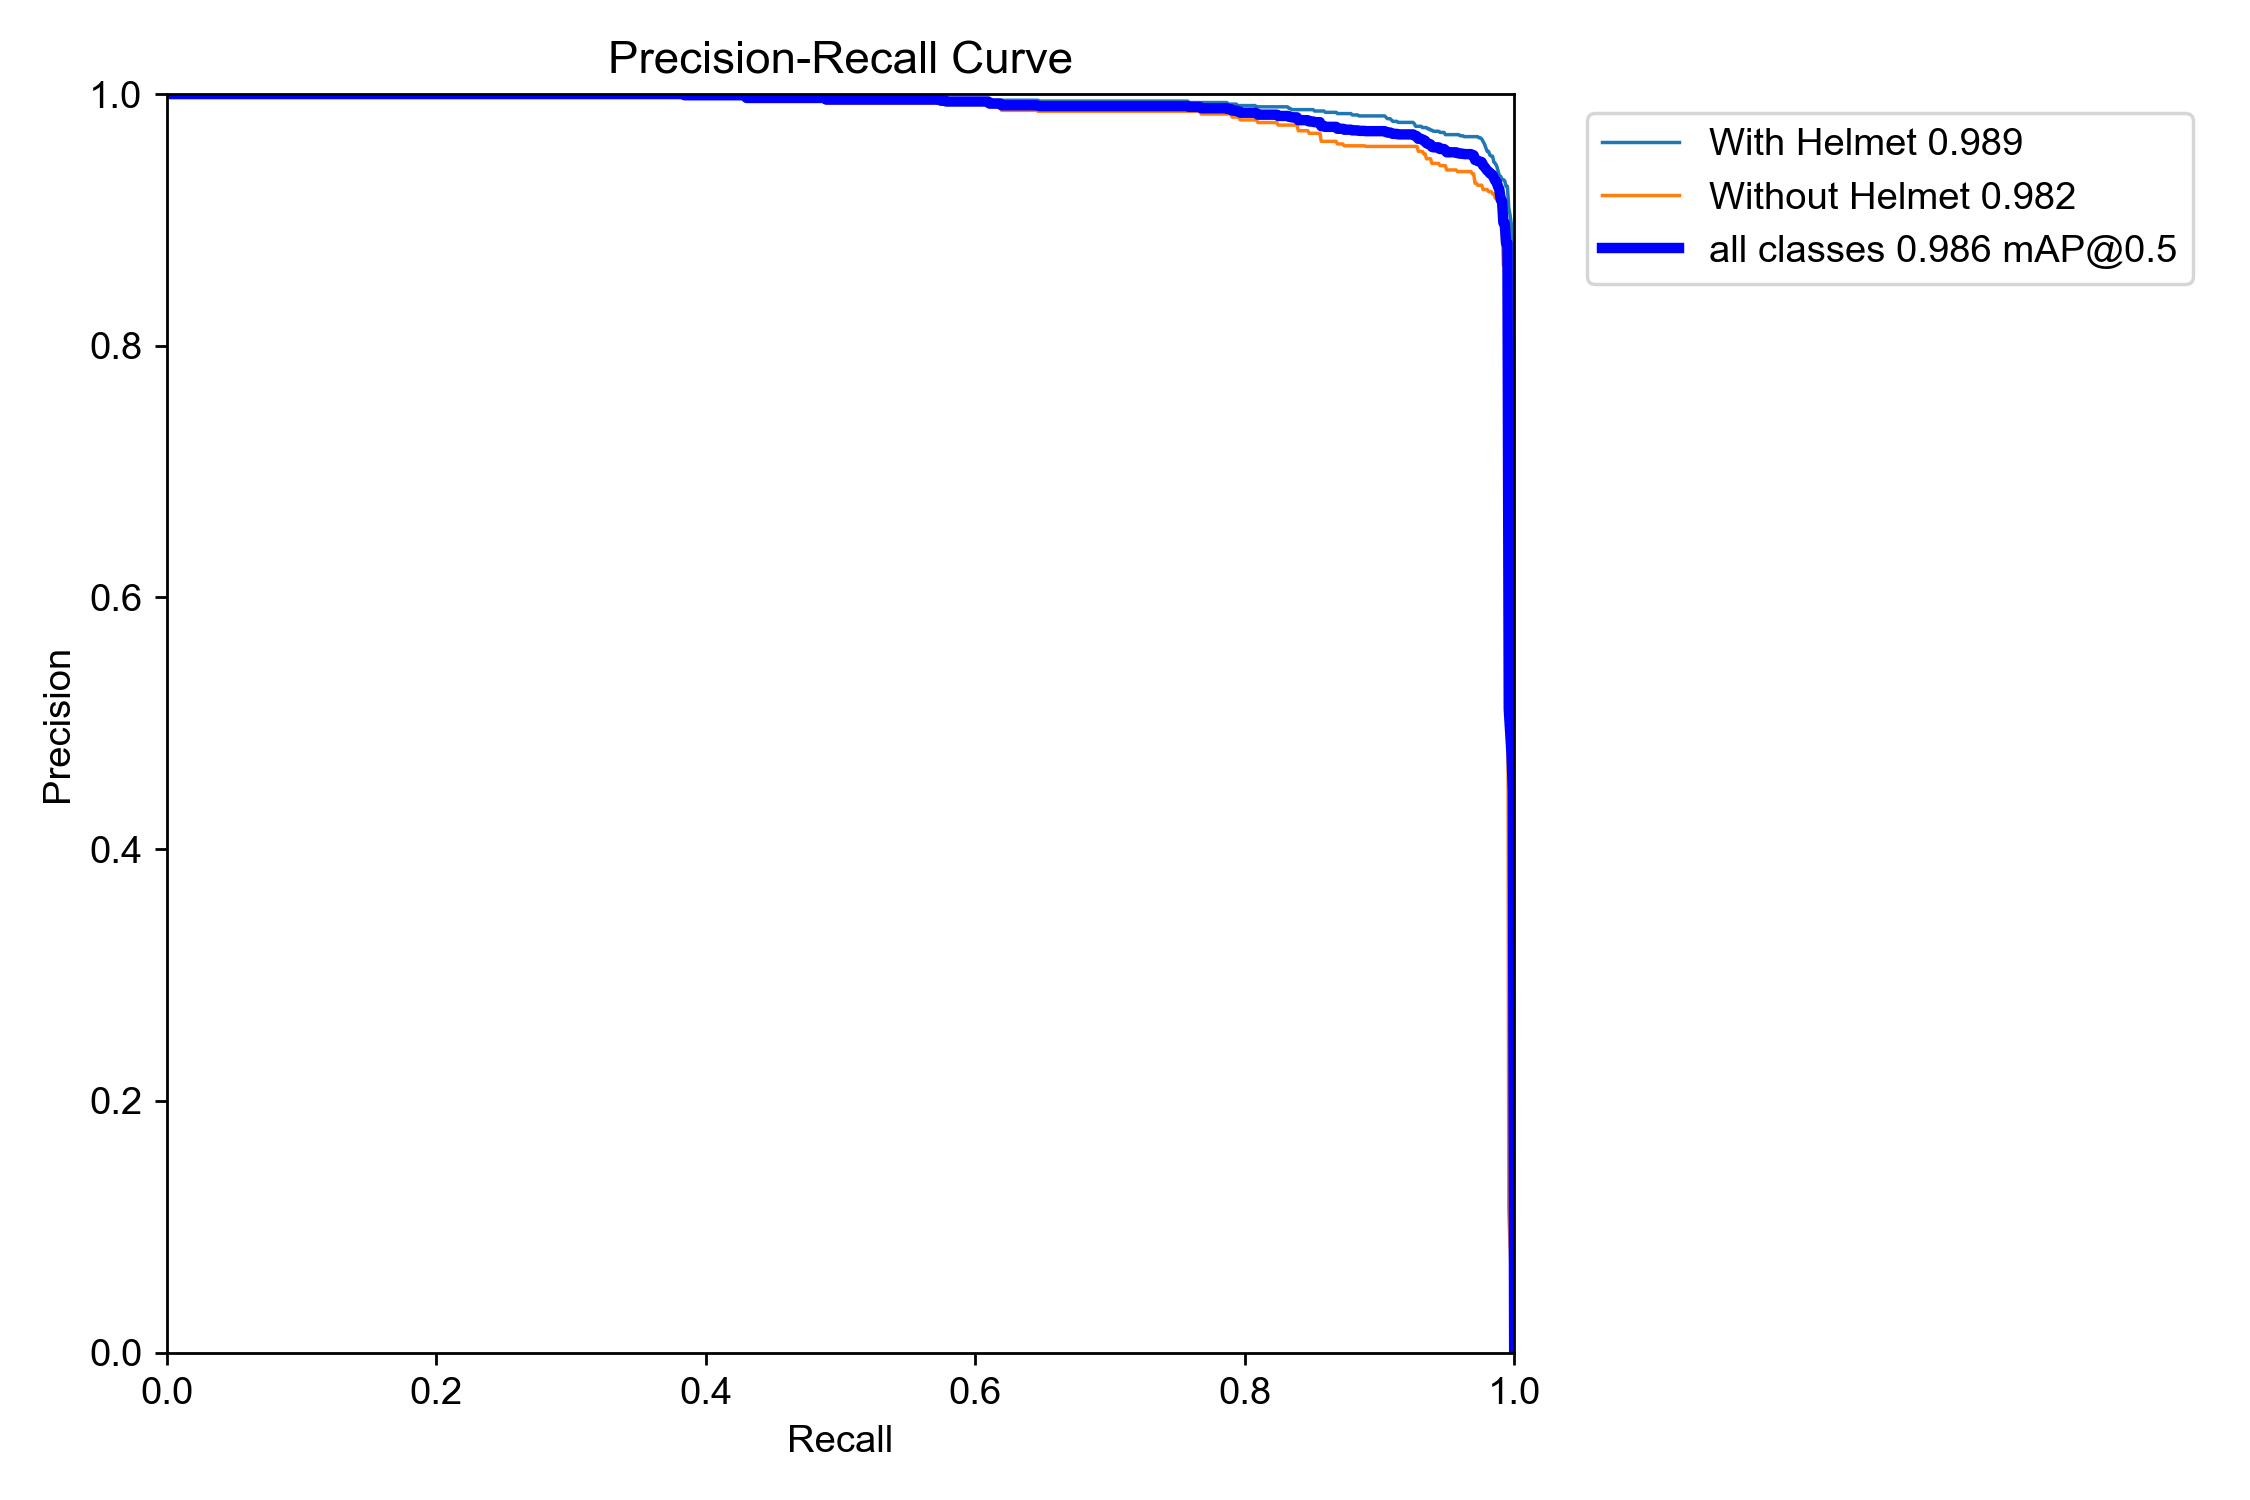 Precision-Recall Curve
With Helmet 0.989
Without Helmet 0.982
all classes 0.986 mAP@0.5
1.0
0.8
0.6
0.4
0.2
0.0
Precision
0.0 0.2 0.4 0.6 0.8 1.0
Recall